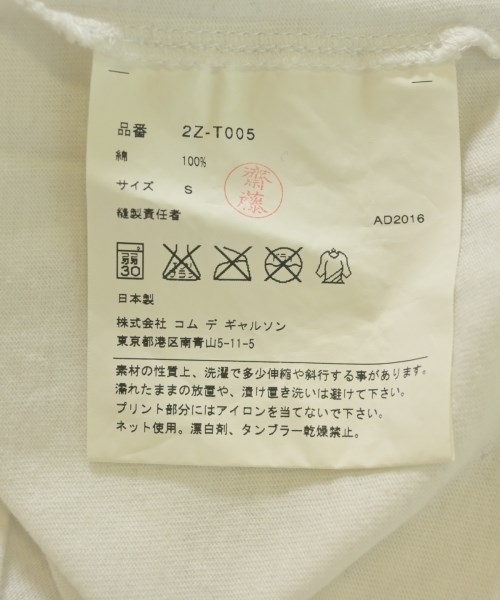 品番 2Z-T005
綿 100%
サイズ S
齋藤
縫製責任者 AD2016
弱 30
日本製
株式会社 コム デ ギャルソン
東京都港区南青山5-11-5
素材の性質上、洗濯で多少伸縮や斜行する事があります。
濡れたままの放置や、漬け置き洗いは避けて下さい。
プリント部分にはアイロンを当てないで下さい。
ネット使用。漂白剤、タンブラー乾燥禁止。